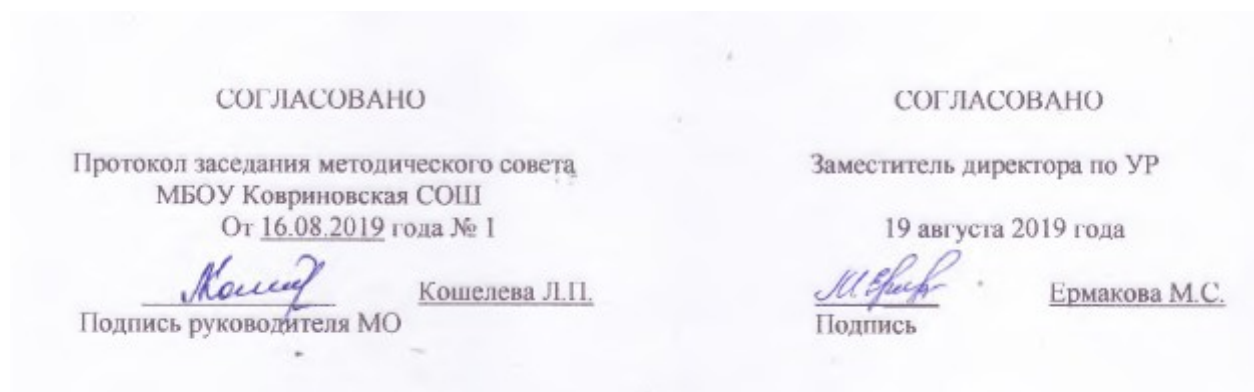 СОГЛАСОВАНО
Протокол заседания методического совета
МБОУ Ковриновская СОШ
От 16.08.2019 года № 1
Кошелева Л.П.
Подпись руководителя МО
СОГЛАСОВАНО
Заместитель директора по УР
19 августа 2019 года
Ермакова М.С.
Подпись